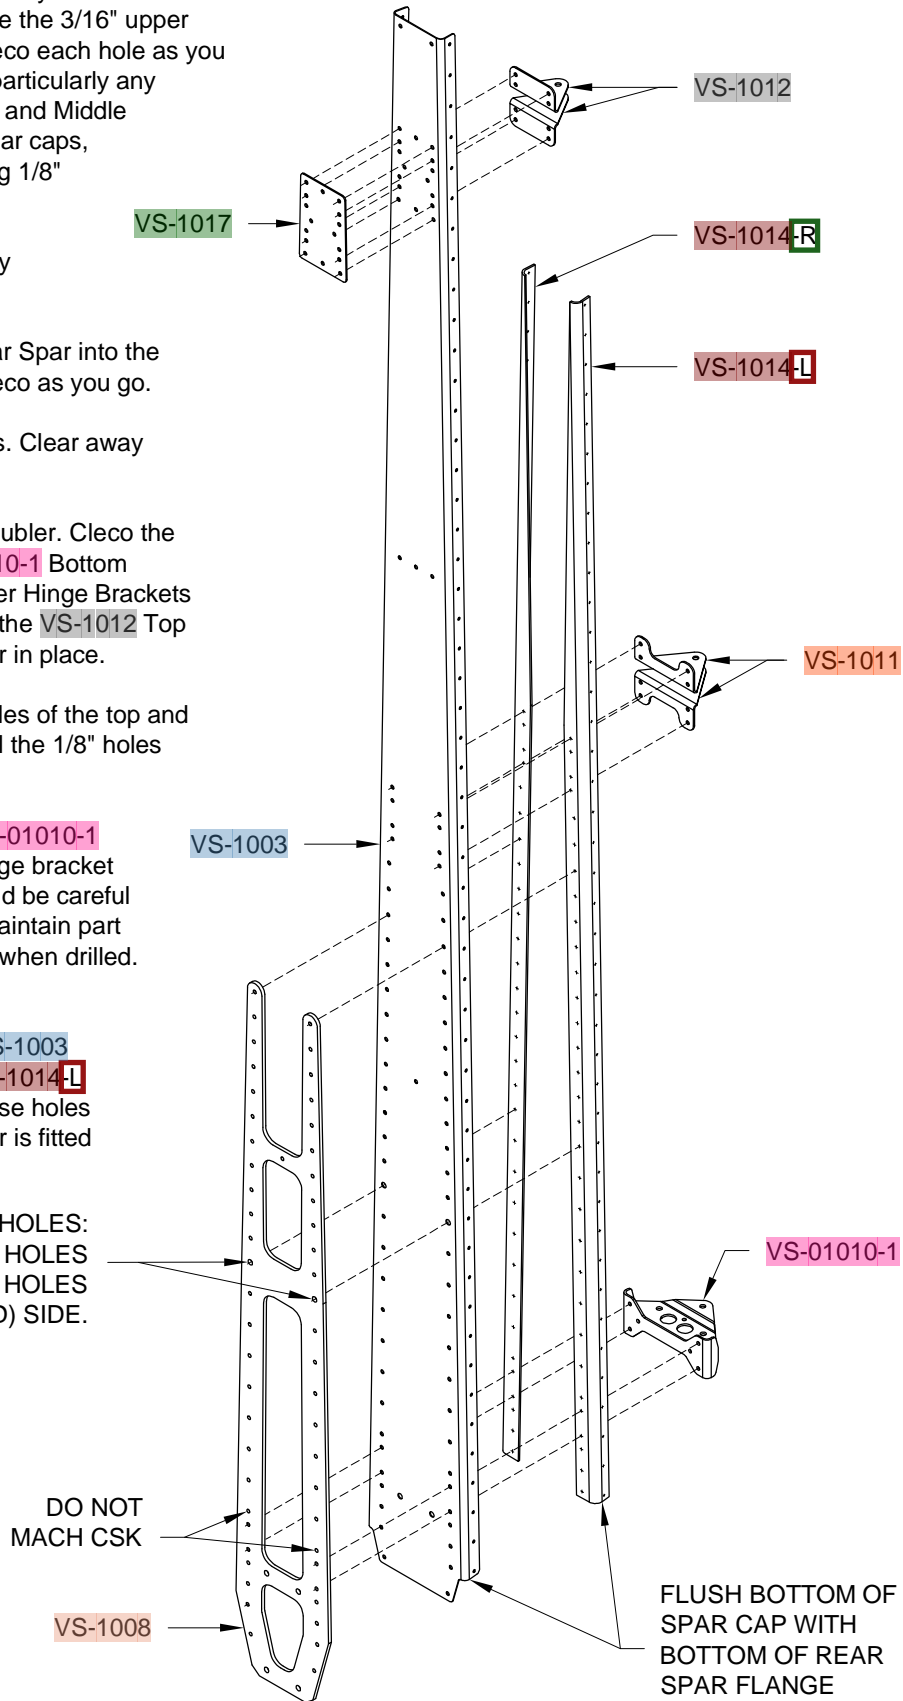 e the 3/16" upper
eco each hole as you
particularly any
and Middle
ar caps,
g 1/8"
y
ar Spar into the
eco as you go.
s. Clear away
ubler. Cleco the
10-1 Bottom
er Hinge Brackets
the VS-1012 Top
r in place.
les of the top and
l the 1/8" holes
-01010-1
ge bracket
d be careful
aintain part
when drilled.
S-1003
-1014-L
se holes
r is fitted
HOLES:
HOLES
HOLES
D) SIDE.
DO NOT
MACH CSK
VS-1008
VS-1017
VS-1003
VS-1012
VS-1014-R
VS-1014-L
VS-1011
VS-01010-1
FLUSH BOTTOM OF
SPAR CAP WITH
BOTTOM OF REAR
SPAR FLANGE